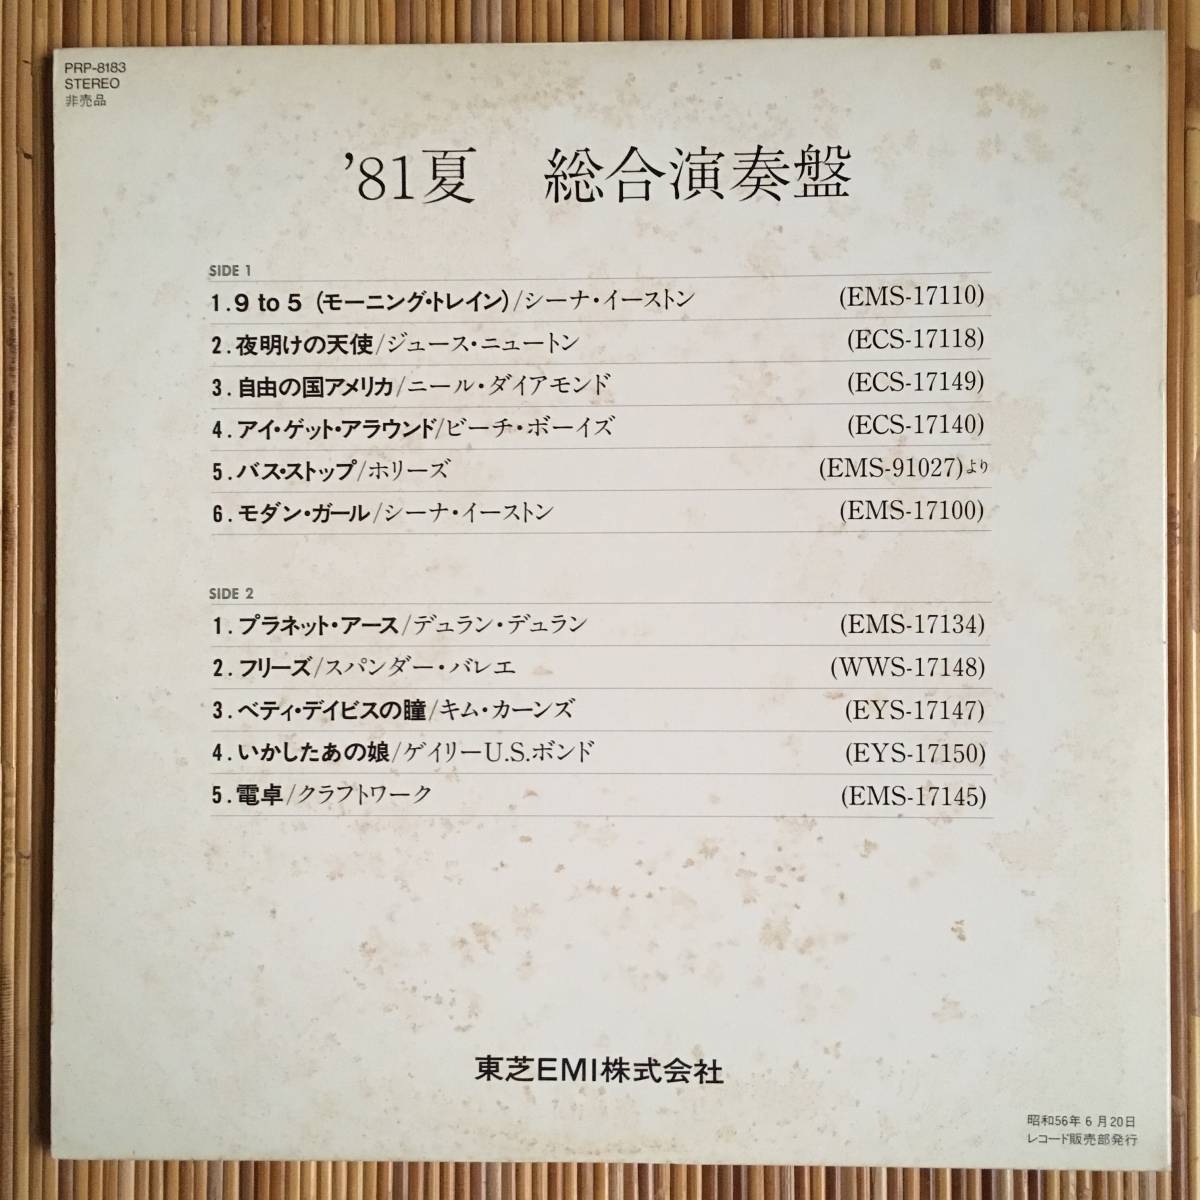 PRP-8183
STEREO
非売品
’81夏　総合演奏盤
SIDE 1
1.9 to 5 (モーニング・トレイン)/シーナ・イーストン (EMS-17110)
2.夜明けの天使/ジュース・ニュートン (ECS-17118)
3.自由の国アメリカ/ニール・ダイアモンド (ECS-17149)
4.アイ・ゲット・アラウンド/ビーチ・ボーイズ (ECS-17140)
5.バス・ストップ/ホリーズ (EMS-91027)より
6.モダン・ガール/シーナ・イーストン (EMS-17100)
SIDE 2
1.プラネット・アース/デュラン・デュラン (EMS-17134)
2.フリーズ/スパンダー・バレエ (WWS-17148)
3.ベティ・デイビスの瞳/キム・カーンズ (EYS-17147)
4.いかしたあの娘/ゲイリーU.S.ボンド (EYS-17150)
5.電卓/クラフトワーク (EMS-17145)
東芝EMI株式会社
昭和56年6月20日
レコード販売部発行